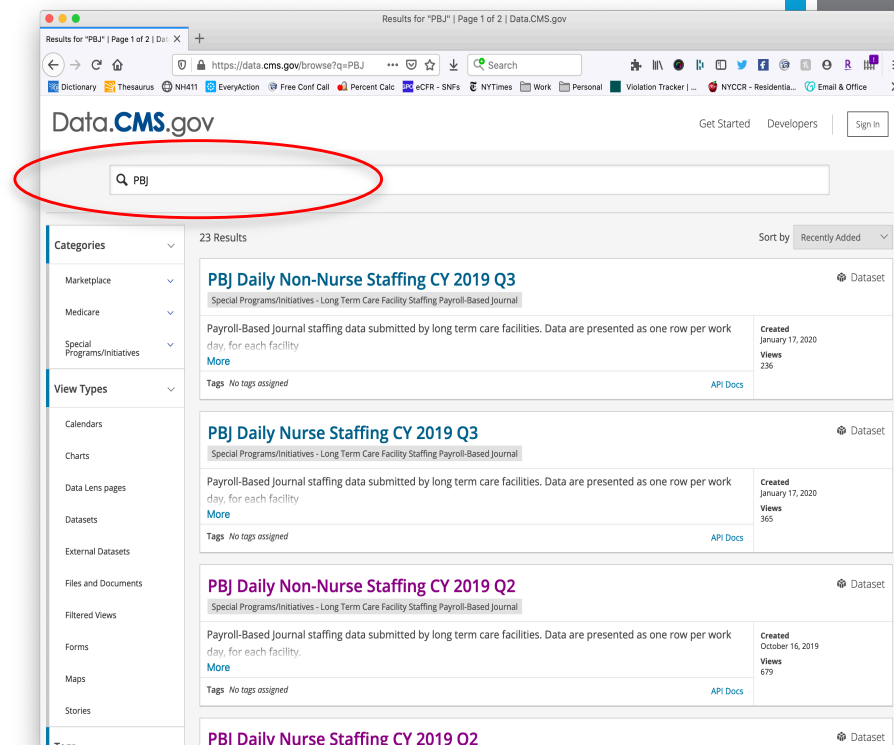 Results for "PBJ" | Page 1 of 2 | Data.CMS.gov
Results for "PBJ" | Page 1 of 2 | Dat
https://data.cms.gov/browse?q=PBJ
Search
Dictionary Thesaurus NH411 EveryAction Free Conf Call Percent Calc eCFR - SNFs NYTimes Work Personal Violation Tracker | ... NYCCR - Residentia... Email & Office
Data.CMS.gov
Get Started Developers Sign In
PBJ
Categories
Marketplace
Medicare
Special
Programs/Initiatives
View Types
Calendars
Charts
Data Lens pages
Datasets
External Datasets
Files and Documents
Filtered Views
Forms
Maps
Stories
Tags
23 Results
Sort by Recently Added
PBJ Daily Non-Nurse Staffing CY 2019 Q3
Dataset
Special Programs/Initiatives - Long Term Care Facility Staffing Payroll-Based Journal
Payroll-Based Journal staffing data submitted by long term care facilities. Data are presented as one row per work
day, for each facility
More
Tags No tags assigned
API Docs
Created
January 17, 2020
Views
236
PBJ Daily Nurse Staffing CY 2019 Q3
Dataset
Special Programs/Initiatives - Long Term Care Facility Staffing Payroll-Based Journal
Payroll-Based Journal staffing data submitted by long term care facilities. Data are presented as one row per work
day, for each facility
More
Tags No tags assigned
API Docs
Created
January 17, 2020
Views
365
PBJ Daily Non-Nurse Staffing CY 2019 Q2
Dataset
Special Programs/Initiatives - Long Term Care Facility Staffing Payroll-Based Journal
Payroll-Based Journal staffing data submitted by long term care facilities. Data are presented as one row per work
day, for each facility.
More
Tags No tags assigned
API Docs
Created
October 16, 2019
Views
679
PBJ Daily Nurse Staffing CY 2019 Q2
Dataset